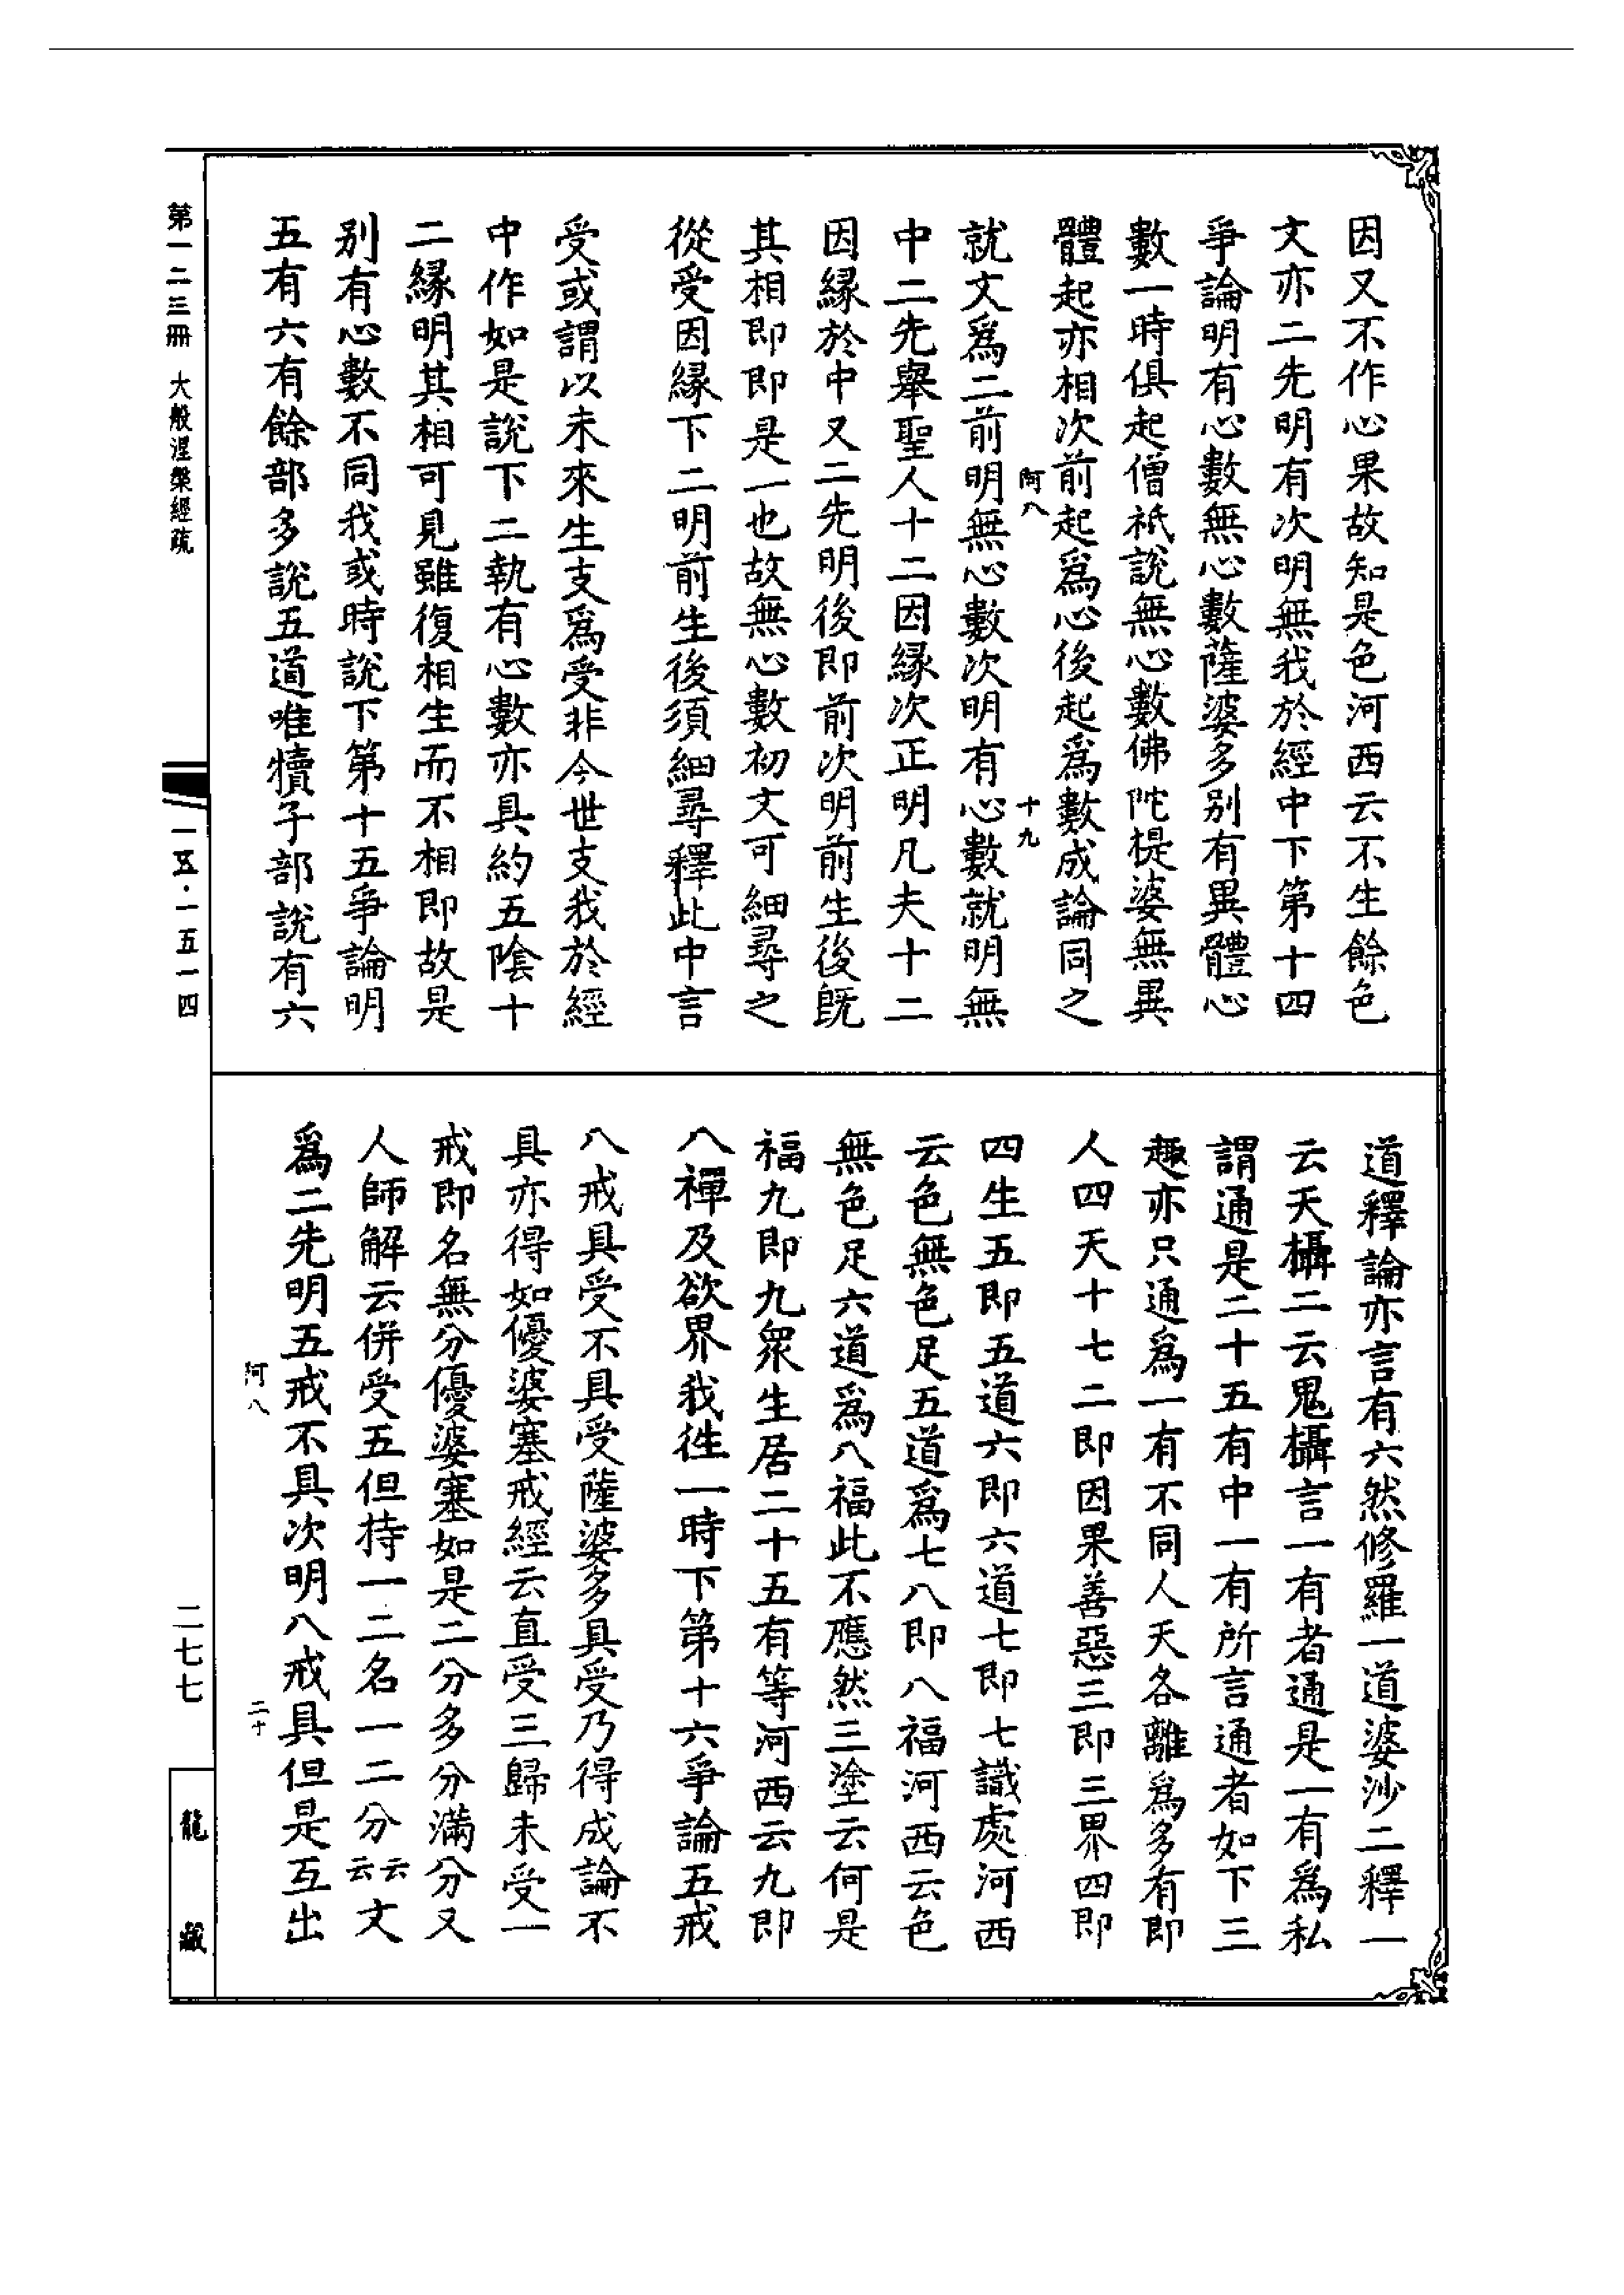 因又不作心果故知是色河西云不生餘色
文亦二先明有次明無我於經中下第十四
爭論明有心數無心數薩婆多別有異體心
數一時俱起僧祇說無心數佛陀提婆無異
體起亦相次前起爲心後起爲數成論同之
阿八
十九
就文爲二前明無心數次明有心數就明無
中二先舉聖人十二因緣次正明凡夫十二
因緣於中又二先明後即前次明前生後既
其相即即是一也故無心數初文可細尋之
從受因緣下二明前生後須細尋釋此中言
受或謂以未來生支爲受非今世支我於經
中作如是說下二執有心數亦具約五陰十
二緣明其相可見雖復相生而不相即故是
別有心數不同我或時說下第十五爭論明
五有六有餘部多說五道唯犢子部說有六
道釋論亦言有六然修羅一道婆沙二釋一
云天攝二云鬼攝言一有者通是一有爲私
謂通是二十五有中一有所言通者如下三
趣亦只通爲一有不同人天各離爲多有即
人四天十七二即因果善惡三即三界四即
四生五即五道六即六道七即七識處河西
云色無色足五道爲七八即八福河西云色
無色足六道爲八福此不應然三塗云何是
福九即九衆生居二十五有等河西云九即
八禪及欲界我徃一時下第十六爭論五戒
八戒具受不具受薩婆多具受乃得成論不
具亦得如優婆塞戒經云直受三歸未受一
戒即名無分優婆塞如是二分多分滿分又
人師解云併受五但持一二名一二分云云文
爲二先明五戒不具次明八戒具但是互出
阿八
二十
第一二三冊 大般涅槃經疏
一五·一五一四
二七七
龍藏